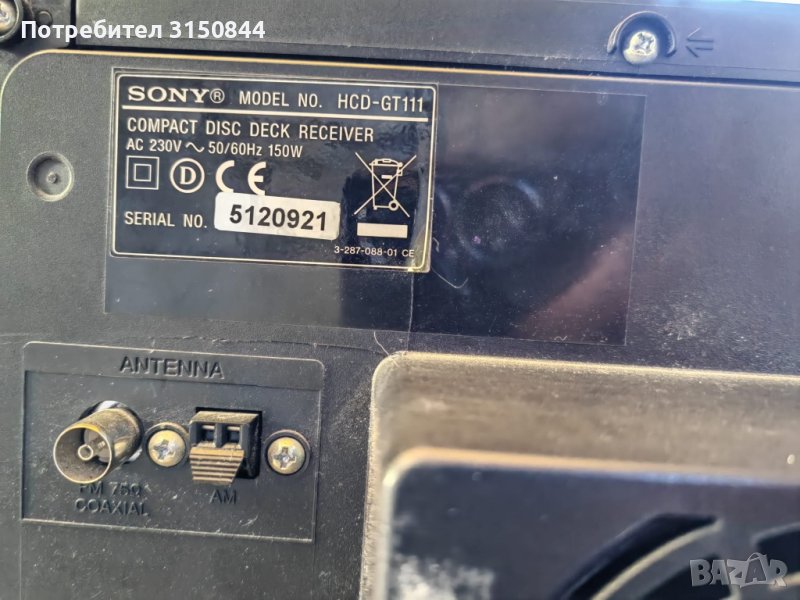 Потребител 3150844
SONY® MODEL NO. HCD-GT111
COMPACT DISC DECK RECEIVER
AC 230V ~ 50/60Hz 150W
D CE
SERIAL NO. 5120921
3-287-088-01 CE
ANTENNA
FM 75Ω
COAXIAL
AM
BAZAR